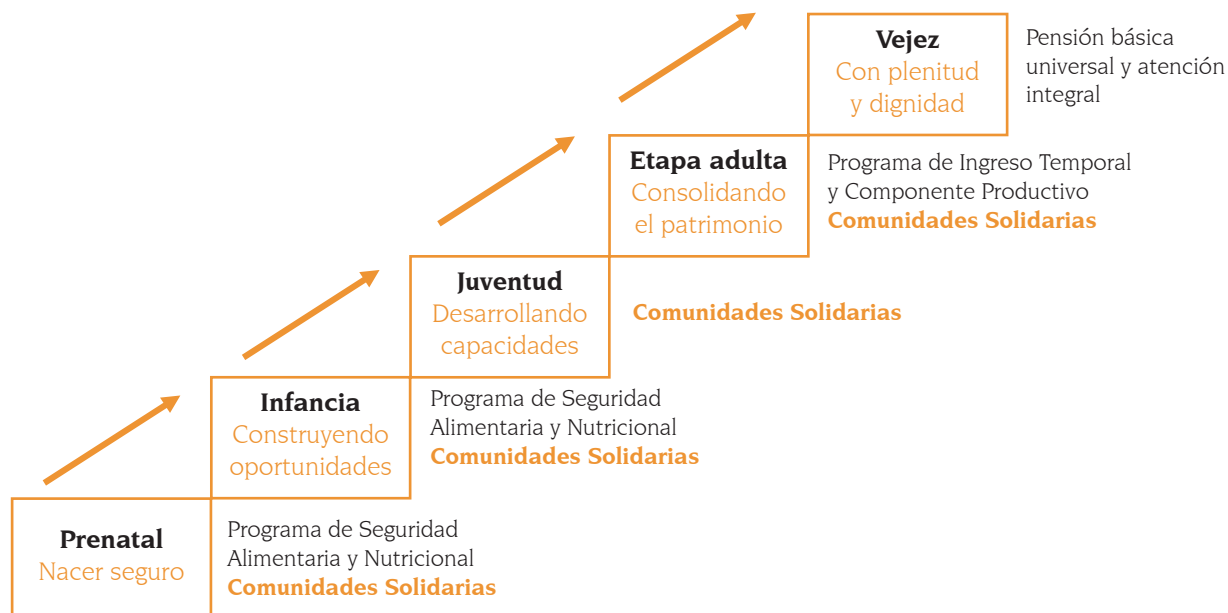 Vejez
Con plenitud
y dignidad
Pensión básica
universal y atención
integral
Etapa adulta
Consolidando
el patrimonio
Programa de Ingreso Temporal
y Componente Productivo
Comunidades Solidarias
Juventud
Desarrollando
capacidades
Comunidades Solidarias
Infancia
Construyendo
oportunidades
Programa de Seguridad
Alimentaria y Nutricional
Comunidades Solidarias
Prenatal
Nacer seguro
Programa de Seguridad
Alimentaria y Nutricional
Comunidades Solidarias